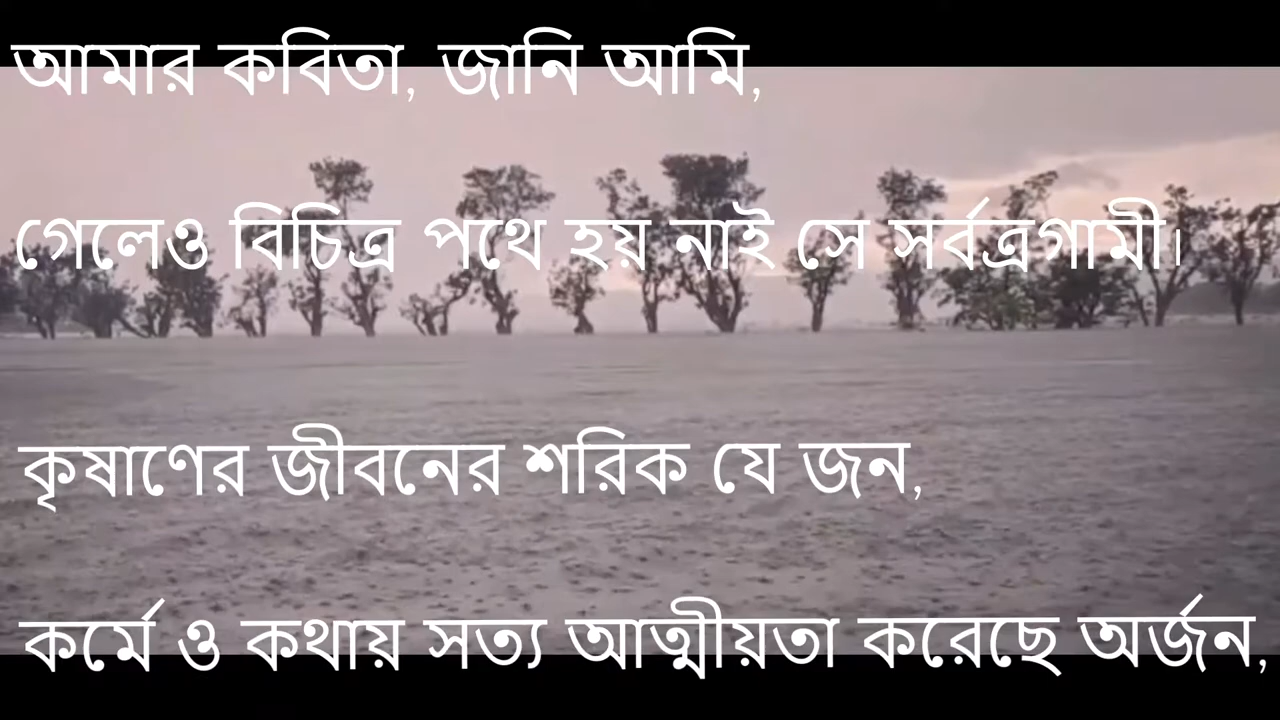 আমার কবিতা, জানি আমি,
গেলেও বিচিত্র পথে হয় নাই সে সর্বত্রগামী।
কৃষাণের জীবনের শরিক যে জন,
কর্মে ও কথায় সত্য আত্মীয়তা করেছে অর্জন,